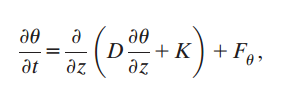 ∂θ/∂t = ∂/∂z (D ∂θ/∂z + K) + F_θ,